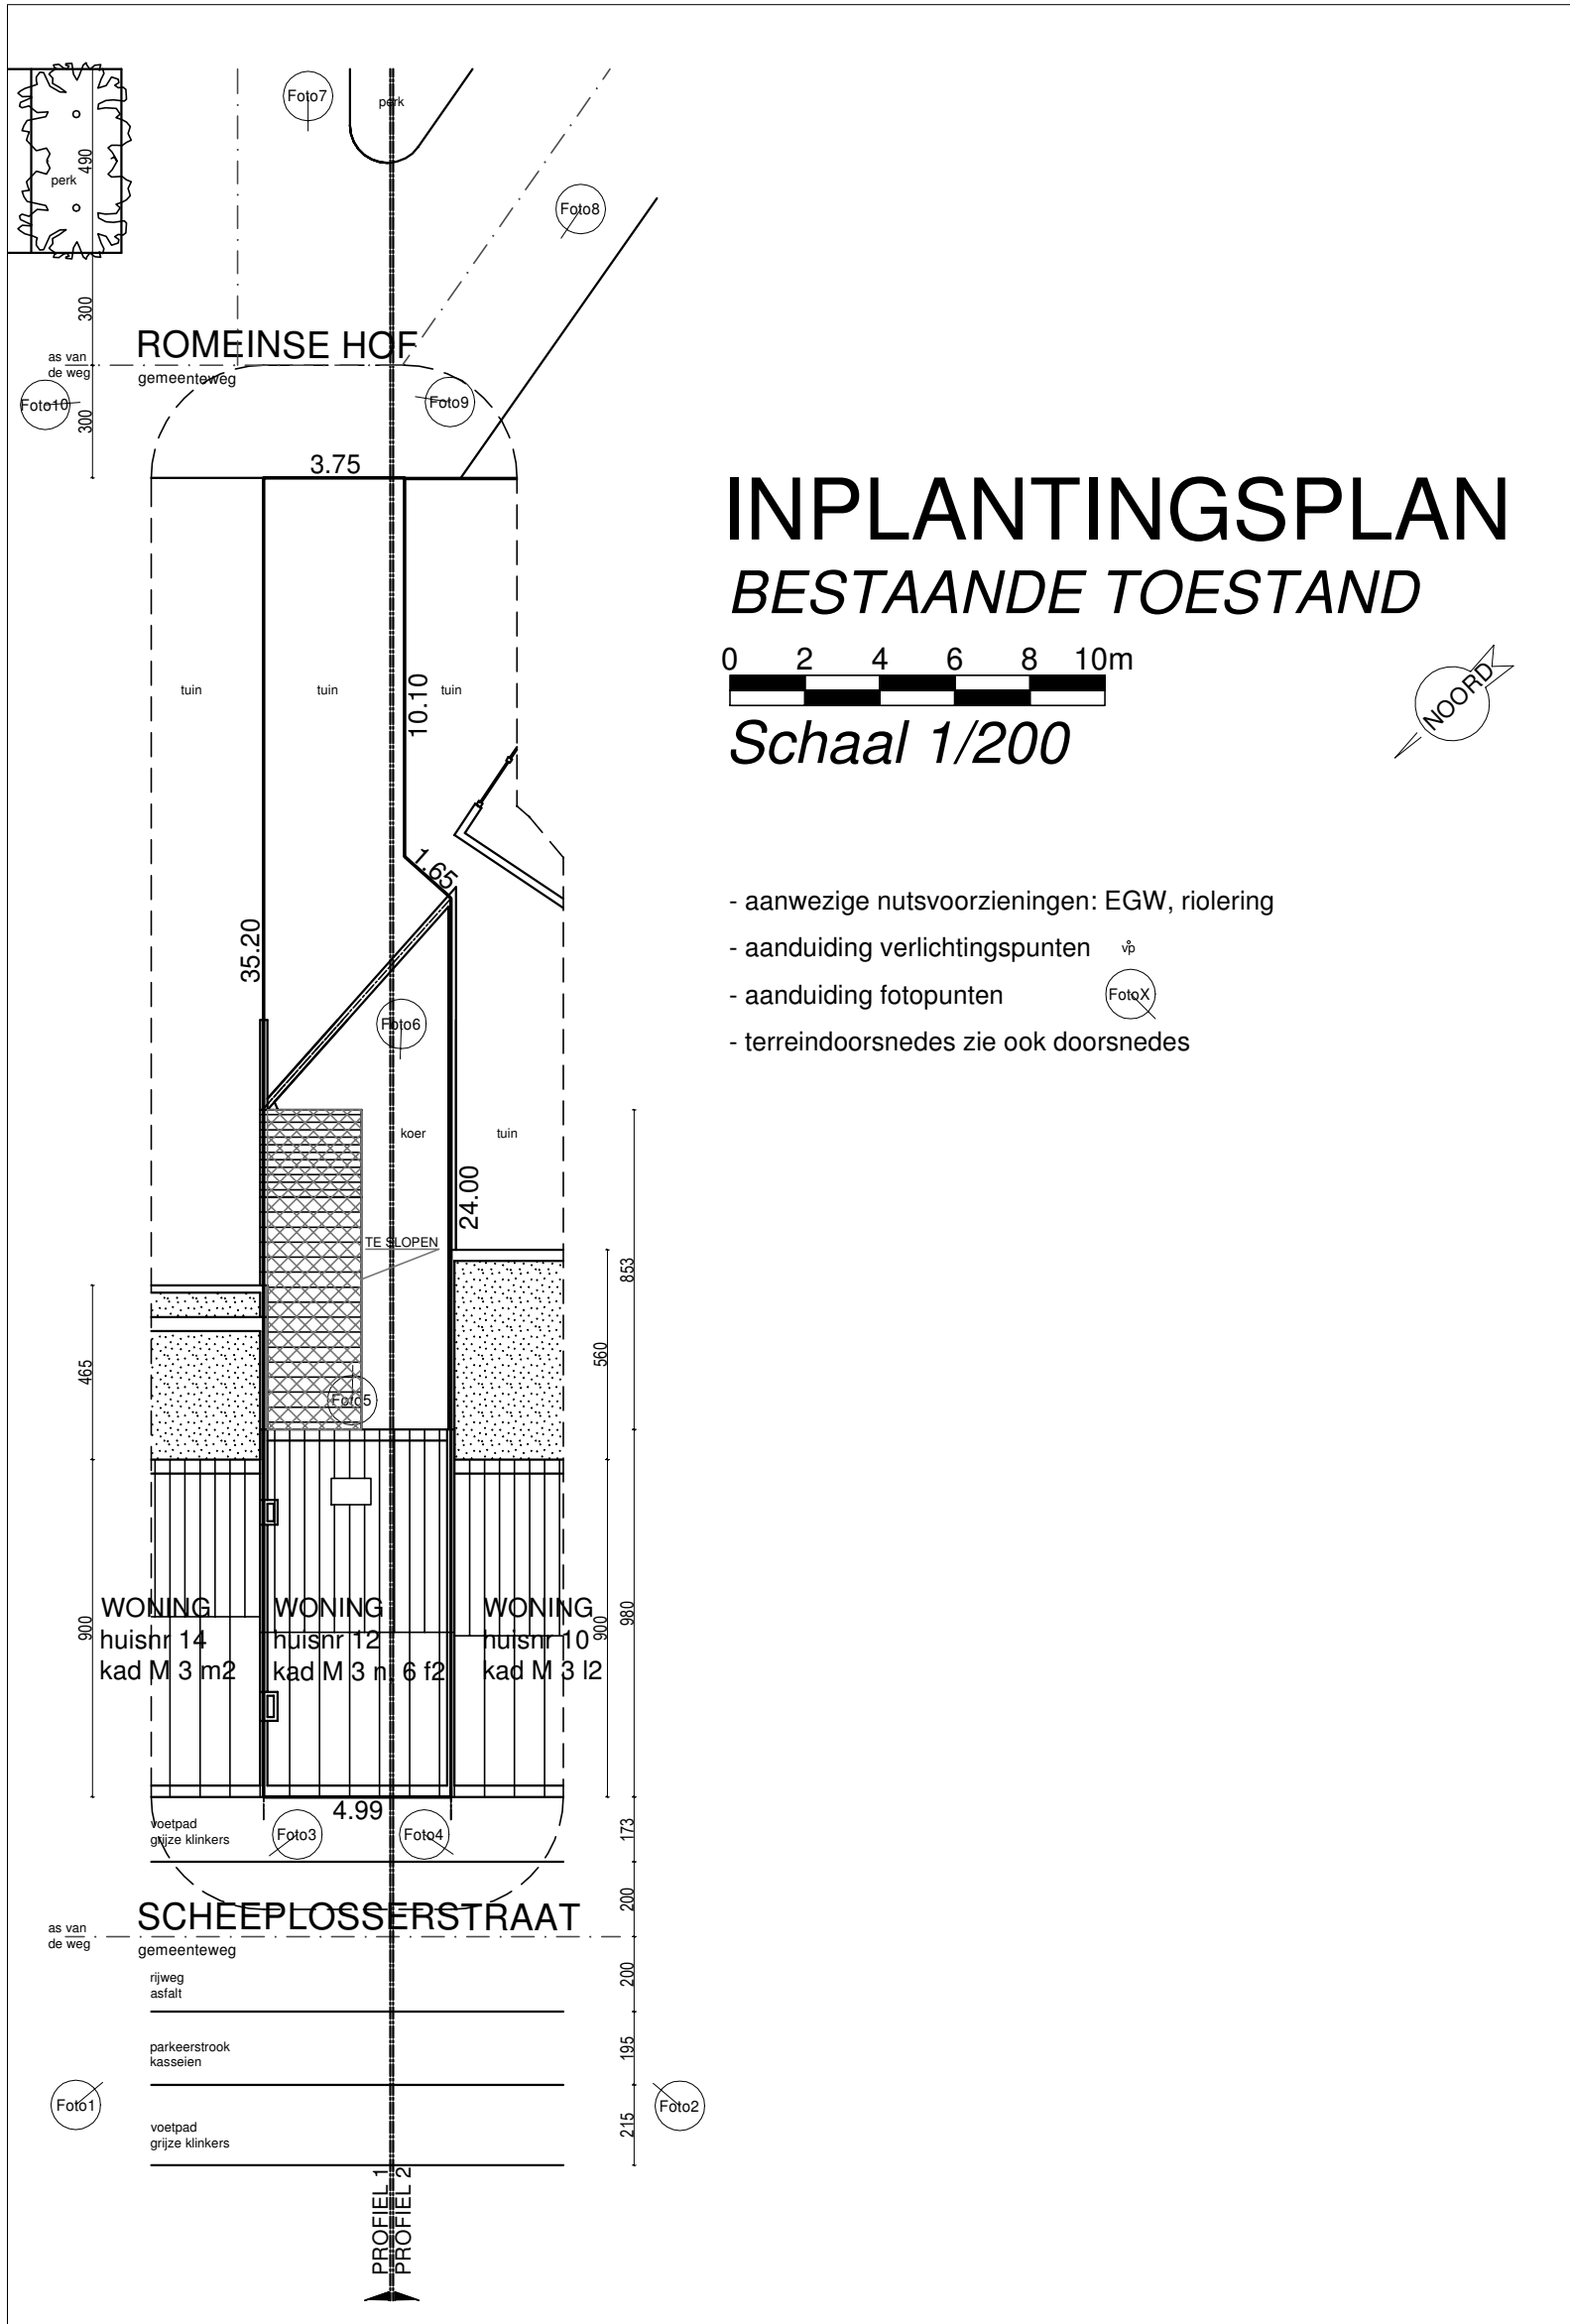 Foto7
perk
Foto8
490
perk
300
ROMEINSE HOF
as van
de weg
gemeenteweg
Foto10
Foto9
300
3.75
INPLANTINGSPLAN
BESTAANDE TOESTAND
0 2 4 6 8 10m
Schaal 1/200
NOORD
tuin
tuin
tuin
10.10
1.65
35.20
- aanwezige nutsvoorzieningen: EGW, riolering
- aanduiding verlichtingspunten vp
- aanduiding fotopunten FotoX
- terreindoorsnedes zie ook doorsnedes
Foto6
koer
tuin
24.00
TE SLOPEN
853
560
465
Foto5
WONING
huisnr 14
kad M 3 m2
WONING
huisnr 12
kad M 3 n 6 f2
WONING
huisnr 10
kad M 3 l2
900
900
980
4.99
voetpad
grijze klinkers
Foto3
Foto4
173
200
SCHEEPLOSSERSTRAAT
as van
de weg
gemeenteweg
rijweg
asfalt
200
parkeerstrook
kasseien
195
Foto1
Foto2
voetpad
grijze klinkers
215
PROFIEL 1
PROFIEL 2